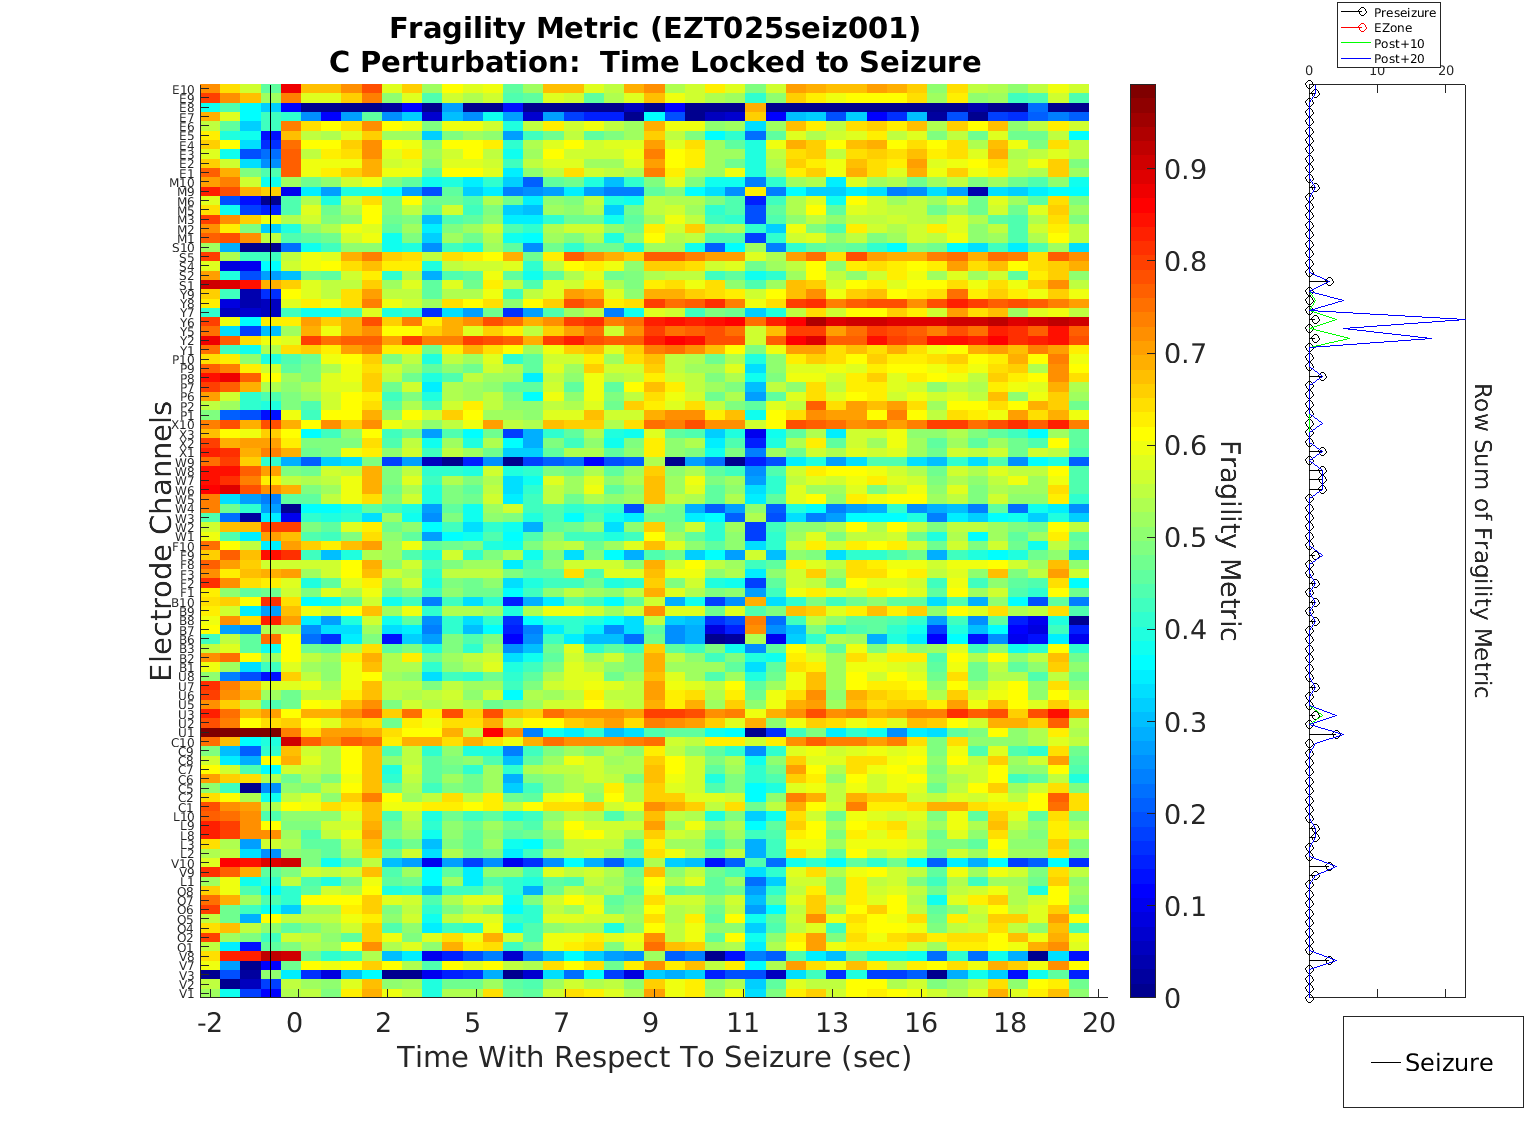 Fragility Metric (EZT025seiz001)
C Perturbation:  Time Locked to Seizure
Preseizure
EZone
Post+10
Post+20
0 10 20
E10
E9
E8
E7
E6
E5
E4
E3
E2
E1
M10
M9
M6
M5
M3
M2
M1
S10
S5
S4
S2
S1
Y9
Y8
Y7
Y6
Y5
Y2
Y1
P10
P9
P8
P7
P6
P2
P1
X10
X3
X2
X1
W9
W8
W7
W6
W5
W4
W3
W2
W1
F10
F9
F8
F3
F2
F1
B10
B9
B8
B7
B6
B3
B2
B1
U8
U7
U6
U5
U3
U2
U1
C10
C9
C8
C7
C6
C5
C2
C1
L10
L9
L8
L3
L2
V10
V9
L1
O8
O7
O6
O5
O4
O2
O1
V8
V7
V3
V2
V1
Electrode Channels
-2 0 2 5 7 9 11 13 16 18 20
Time With Respect To Seizure (sec)
0.9
0.8
0.7
0.6
0.5
0.4
0.3
0.2
0.1
0
Fragility Metric
Row Sum of Fragility Metric
Seizure